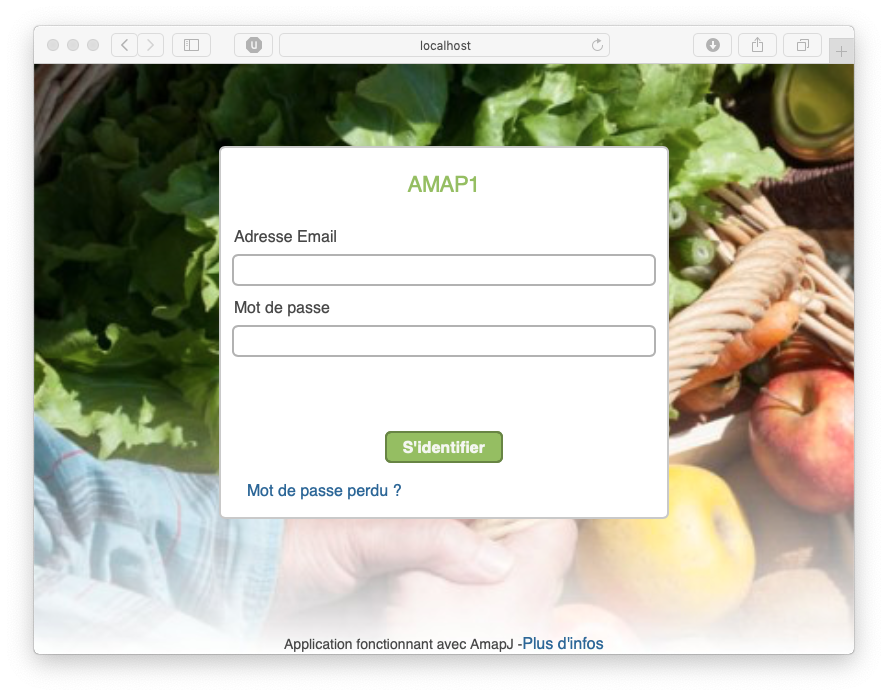 localhost
AMAP1
Adresse Email
Mot de passe
S'identifier
Mot de passe perdu ?
Application fonctionnant avec AmapJ -Plus d'infos